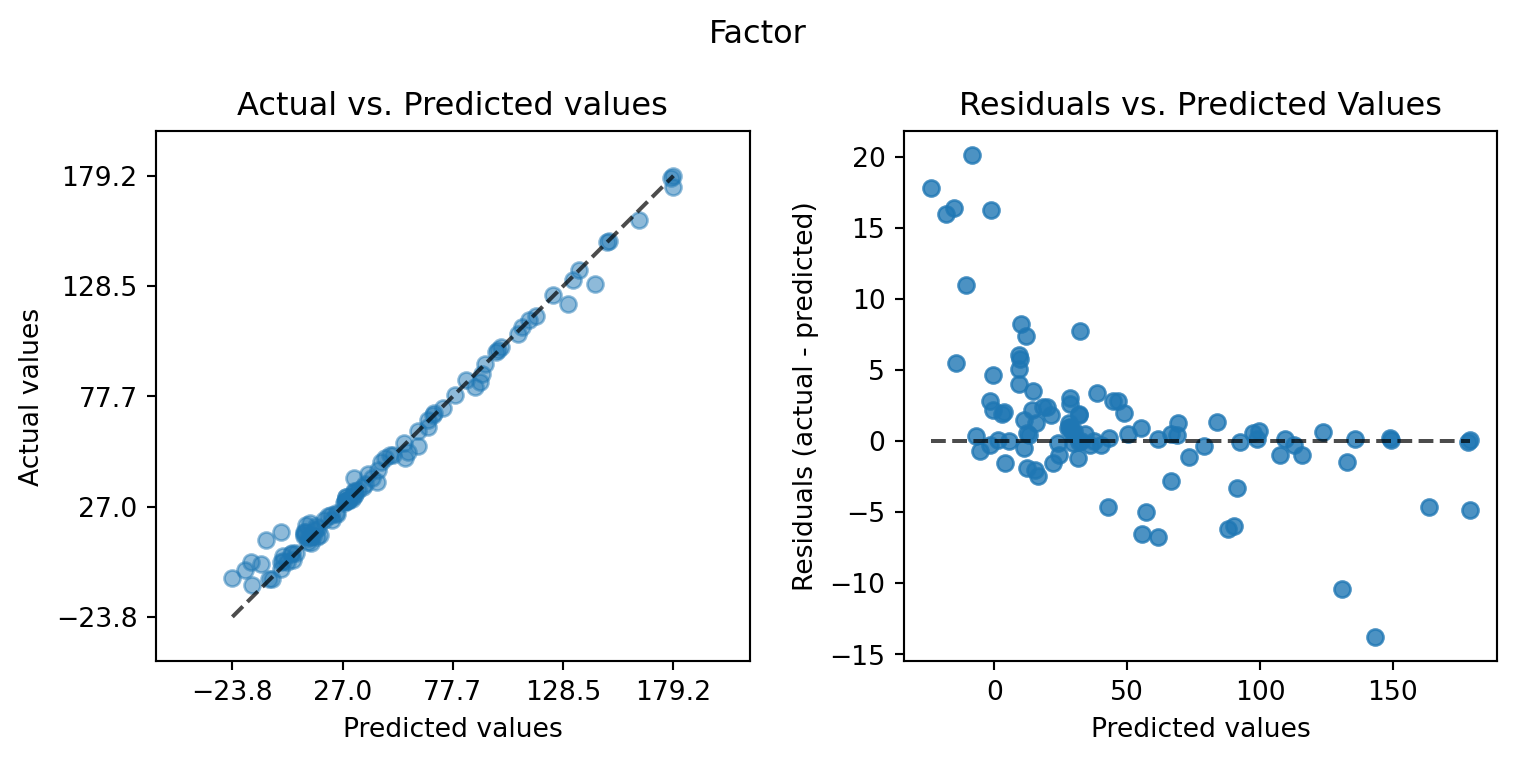 Factor
Actual vs. Predicted values
Actual values
179.2
128.5
77.7
27.0
−23.8
−23.8 27.0 77.7 128.5 179.2
Predicted values
Residuals vs. Predicted Values
Residuals (actual - predicted)
20
15
10
5
0
−5
−10
−15
0 50 100 150
Predicted values